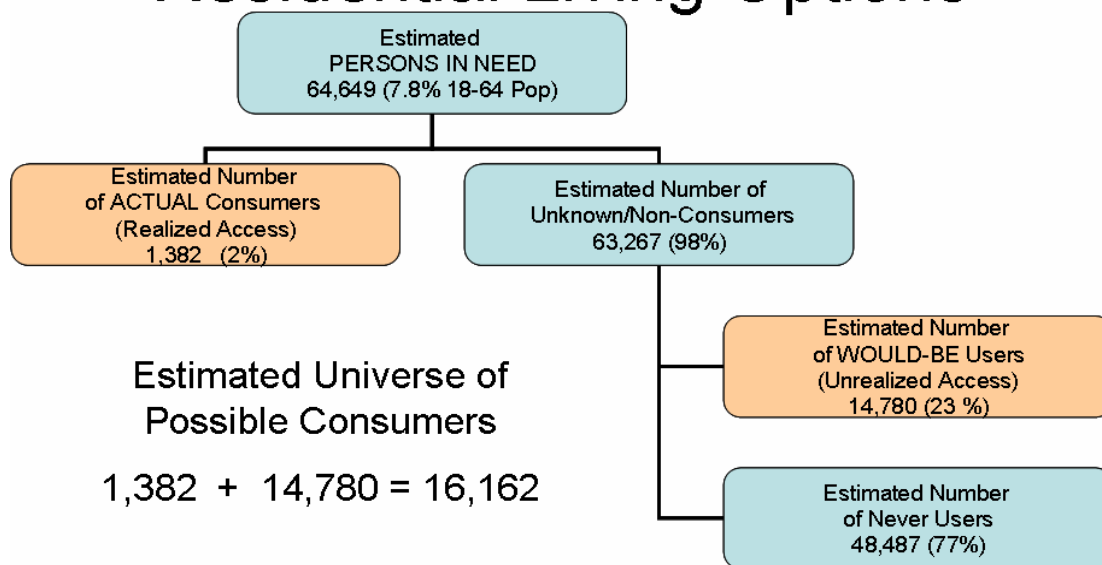 Residential Living Options
Estimated
PERSONS IN NEED
64,649 (7.8% 18-64 Pop)
Estimated Number
of ACTUAL Consumers
(Realized Access)
1,382 (2%)
Estimated Number of
Unknown/Non-Consumers
63,267 (98%)
Estimated Number
of WOULD-BE Users
(Unrealized Access)
14,780 (23 %)
Estimated Universe of
Possible Consumers
1,382 + 14,780 = 16,162
Estimated Number
of Never Users
48,487 (77%)